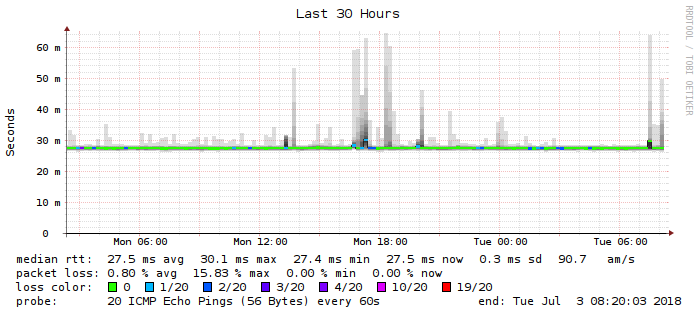 Last 30 Hours
RRDTOOL / TOBI OETIKER
Seconds
60 m
50 m
40 m
30 m
20 m
10 m
0
Mon 06:00 Mon 12:00 Mon 18:00 Tue 00:00 Tue 06:00
median rtt: 27.5 ms avg 30.1 ms max 27.4 ms min 27.5 ms now 0.3 ms sd 90.7 am/s
packet loss: 0.80 % avg 15.83 % max 0.00 % min 0.00 % now
loss color: 0 1/20 2/20 3/20 4/20 10/20 19/20
probe: 20 ICMP Echo Pings (56 Bytes) every 60s end: Tue Jul 3 08:20:03 2018